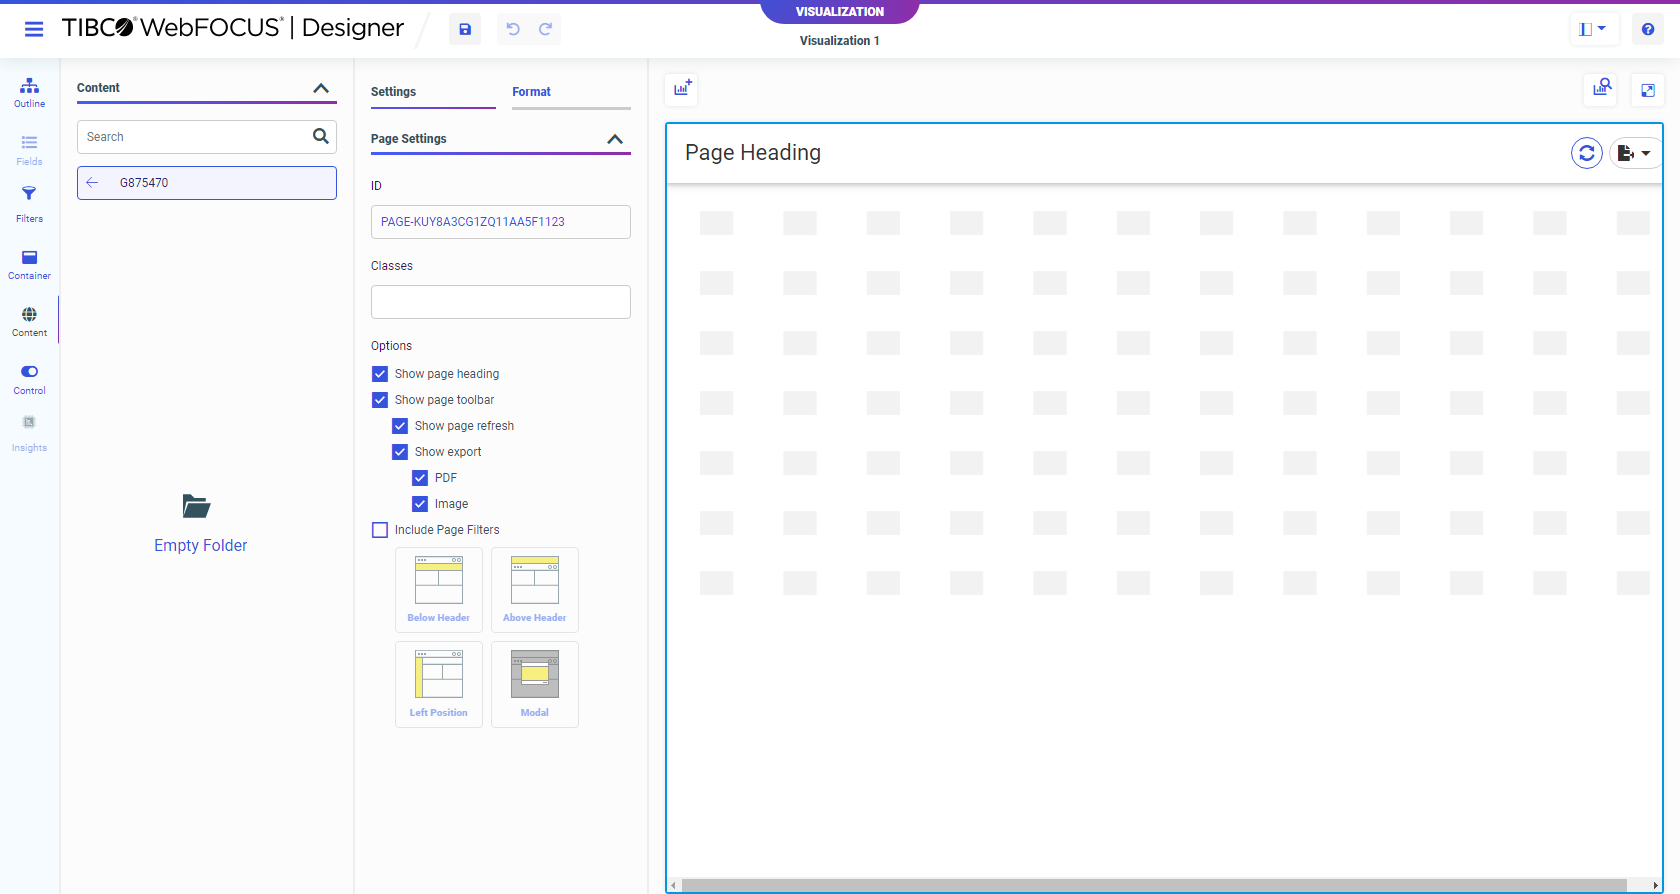 VISUALIZATION
TIBCO® WebFOCUS® | Designer
Visualization 1
Outline
Fields
Filters
Container
Content
Control
Insights
Content
Search
G875470
Empty Folder
Settings
Format
Page Settings
ID
PAGE-KUY8A3CG1ZQ11AA5F1123
Classes
Options
Show page heading
Show page toolbar
Show page refresh
Show export
PDF
Image
Include Page Filters
Below Header
Above Header
Left Position
Modal
Page Heading